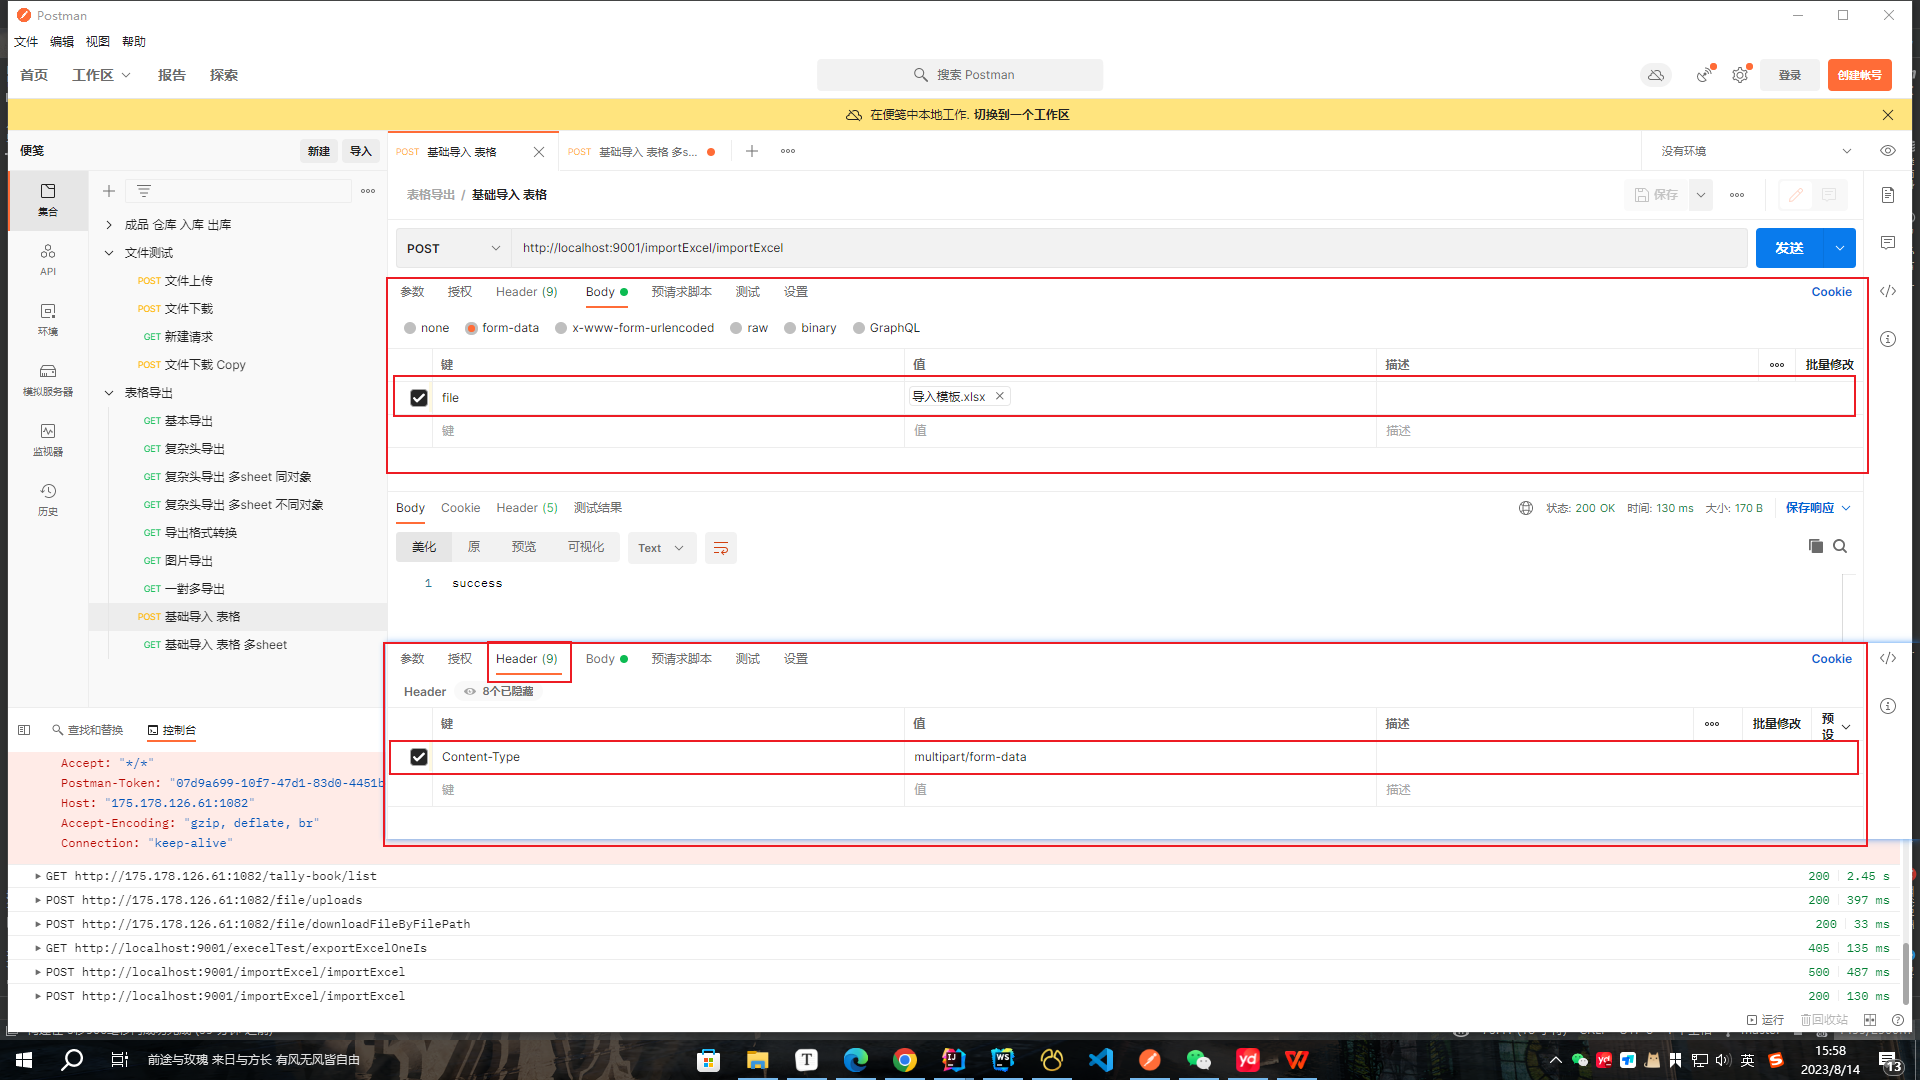 Postman
文件 编辑 视图 帮助
首页 工作区 报告 探索
搜索 Postman
登录
创建帐号
在便笺中本地工作. 切换到一个工作区
便笺
新建
导入
POST 基础导入 表格
POST 基础导入 表格 多s...
没有环境
集合
API
环境
模拟服务器
监视器
历史
成品 仓库 入库 出库
文件测试
POST 文件上传
POST 文件下载
GET 新建请求
POST 文件下载 Copy
表格导出
GET 基本导出
GET 复杂头导出
GET 复杂头导出 多sheet 同对象
GET 复杂头导出 多sheet 不同对象
GET 导出格式转换
GET 图片导出
GET 一對多导出
POST 基础导入 表格
GET 基础导入 表格 多sheet
表格导出 / 基础导入 表格
保存
POST http://localhost:9001/importExcel/importExcel
发送
参数 授权 Header (9) Body 预请求脚本 测试 设置 Cookie
none form-data x-www-form-urlencoded raw binary GraphQL
键 值 描述 批量修改
file 导入模板.xlsx
键 值 描述
Body Cookie Header (5) 测试结果
状态: 200 OK 时间: 130 ms 大小: 170 B 保存响应
美化 原 预览 可视化 Text
1 success
参数 授权 Header (9) Body 预请求脚本 测试 设置 Cookie
Header 8个已隐藏
键 值 描述 批量修改 预设
Content-Type multipart/form-data
键 值 描述
查找和替换 控制台
Accept: "*/*"
Postman-Token: "07d9a699-10f7-47d1-83d0-4451b
Host: "175.178.126.61:1082"
Accept-Encoding: "gzip, deflate, br"
Connection: "keep-alive"
GET http://175.178.126.61:1082/tally-book/list 200 2.45 s
POST http://175.178.126.61:1082/file/uploads 200 397 ms
POST http://175.178.126.61:1082/file/downloadFileByFilePath 200 33 ms
GET http://localhost:9001/execelTest/exportExcelOneIs 405 135 ms
POST http://localhost:9001/importExcel/importExcel 500 487 ms
POST http://localhost:9001/importExcel/importExcel 200 130 ms
运行 回收站
前途与玫瑰 来日与方长 有风无风皆自由
英
15:58
2023/8/14
13